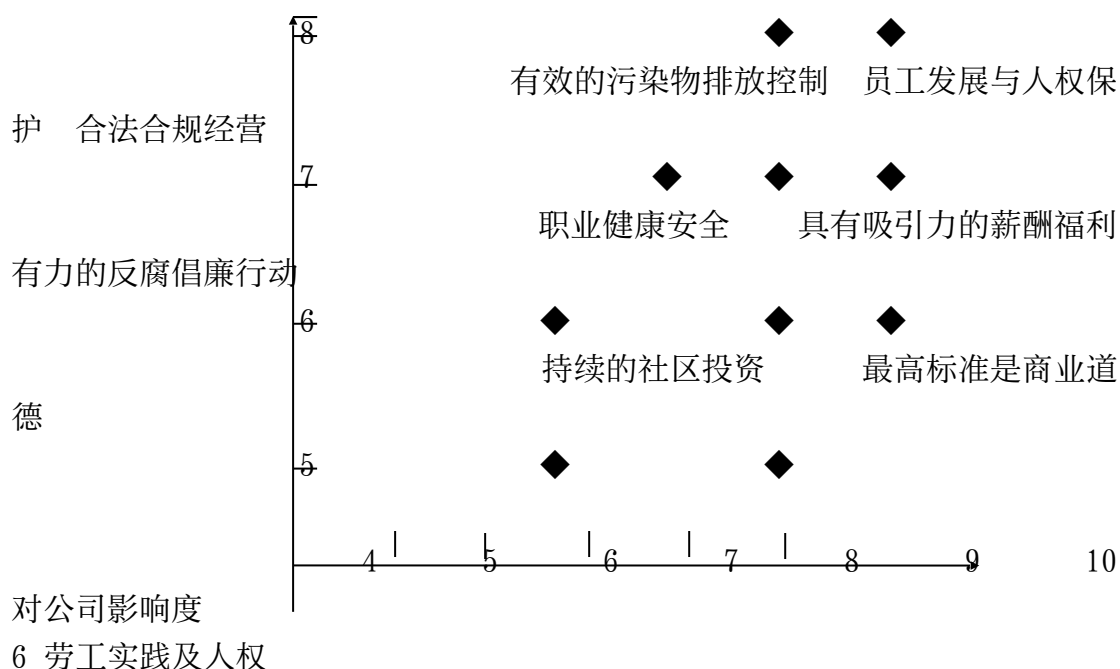 8
有效的污染物排放控制 员工发展与人权保
护 合法合规经营
7
职业健康安全 具有吸引力的薪酬福利
有力的反腐倡廉行动
6
持续的社区投资 最高标准是商业道
德
5
4 5 6 7 8 9 10
对公司影响度
6 劳工实践及人权